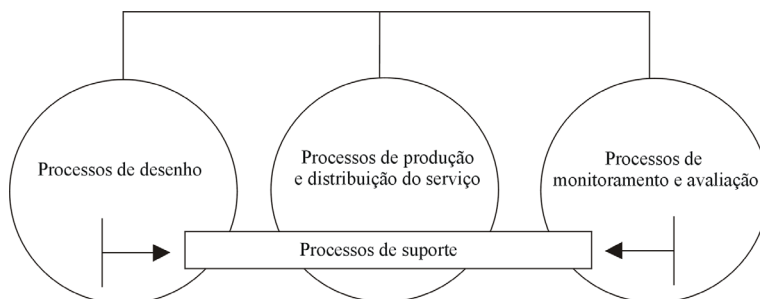 Processos de desenho
Processos de produção
e distribuição do serviço
Processos de
monitoramento e avaliação
Processos de suporte